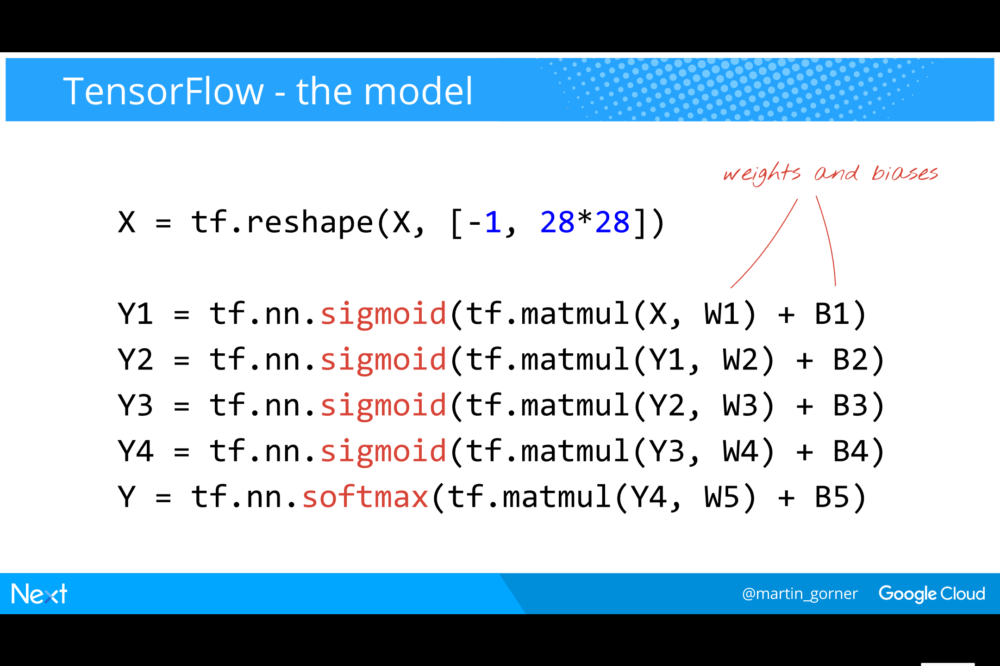 TensorFlow - the model
weights and biases
X = tf.reshape(X, [-1, 28*28])
Y1 = tf.nn.sigmoid(tf.matmul(X, W1) + B1)
Y2 = tf.nn.sigmoid(tf.matmul(Y1, W2) + B2)
Y3 = tf.nn.sigmoid(tf.matmul(Y2, W3) + B3)
Y4 = tf.nn.sigmoid(tf.matmul(Y3, W4) + B4)
Y = tf.nn.softmax(tf.matmul(Y4, W5) + B5)
Next @martin_gorner Google Cloud